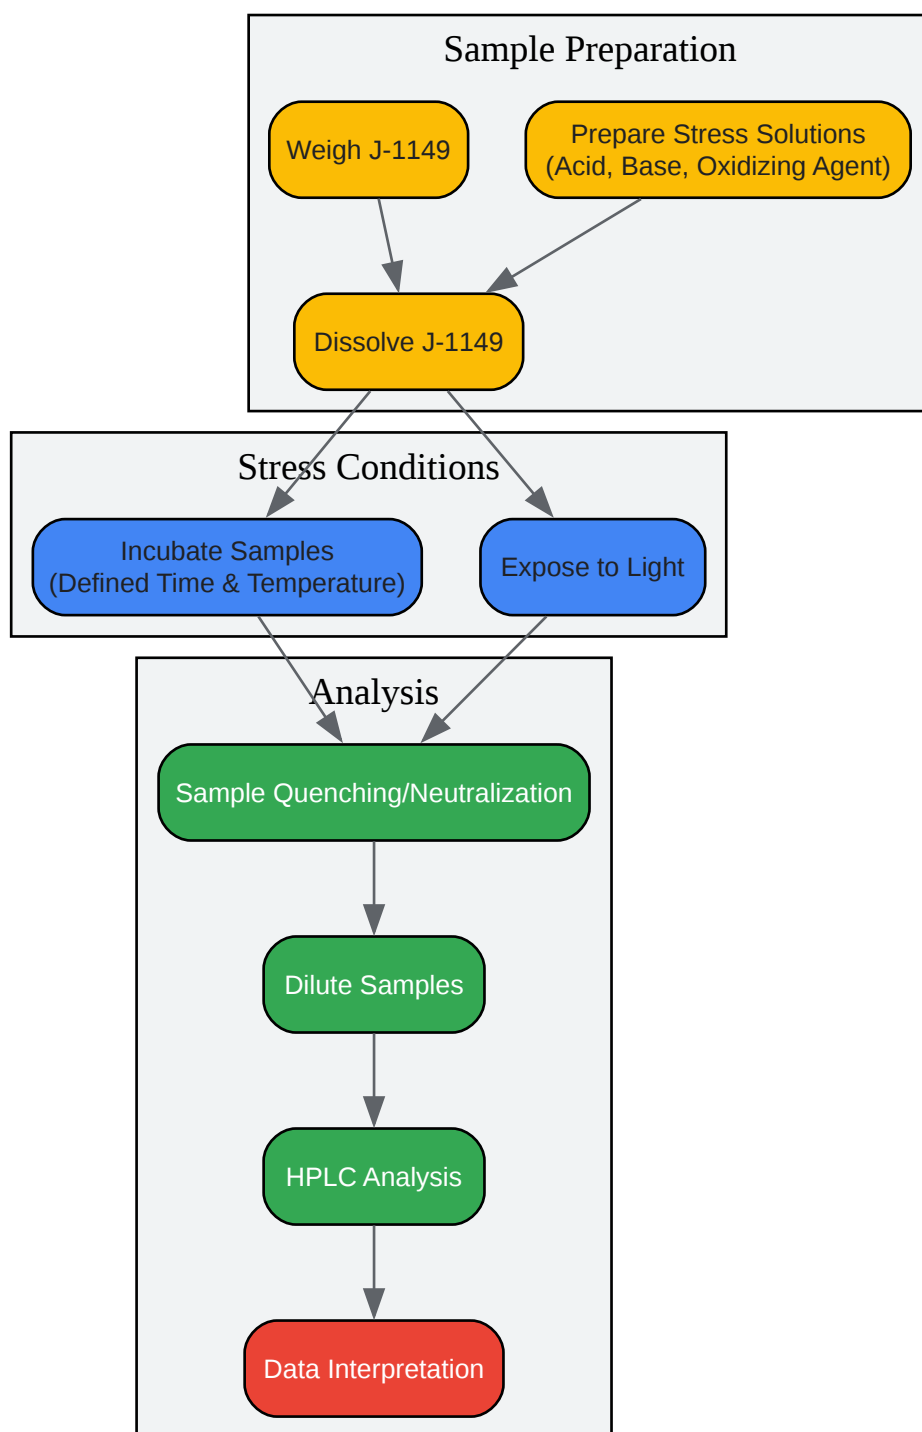 Sample Preparation
Weigh J-1149
Prepare Stress Solutions
(Acid, Base, Oxidizing Agent)
Dissolve J-1149
Stress Conditions
Incubate Samples
(Defined Time & Temperature)
Expose to Light
Analysis
Sample Quenching/Neutralization
Dilute Samples
HPLC Analysis
Data Interpretation